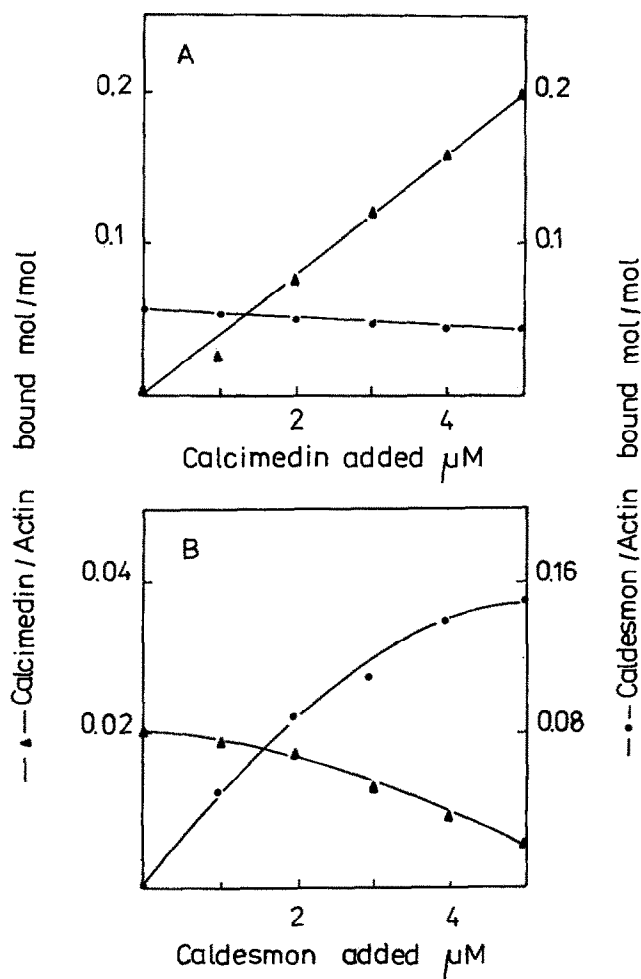 A
0.2
0.2
0.1
0.1
2
4
Calcimedin added μM
B
0.04
0.16
0.02
0.08
2
4
Caldesmon added μM
Calcimedin/Actin bound mol/mol
Caldesmon/Actin bound mol/mol